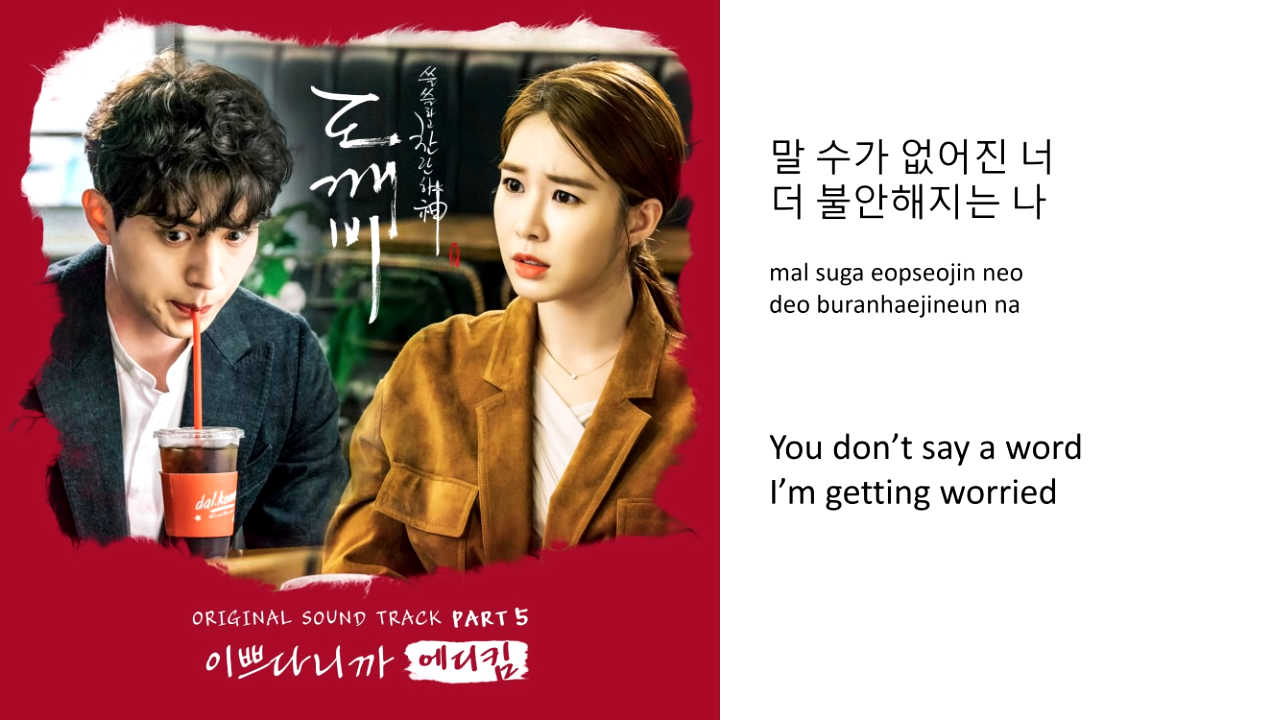 쓸쓸하고 찬란하神
도깨비
dal.komm
ORIGINAL SOUND TRACK PART 5
이쁘다니까 에디킴
말 수가 없어진 너
더 불안해지는 나
mal suga eopseojin neo
deo buranhaejineun na
You don’t say a word
I’m getting worried